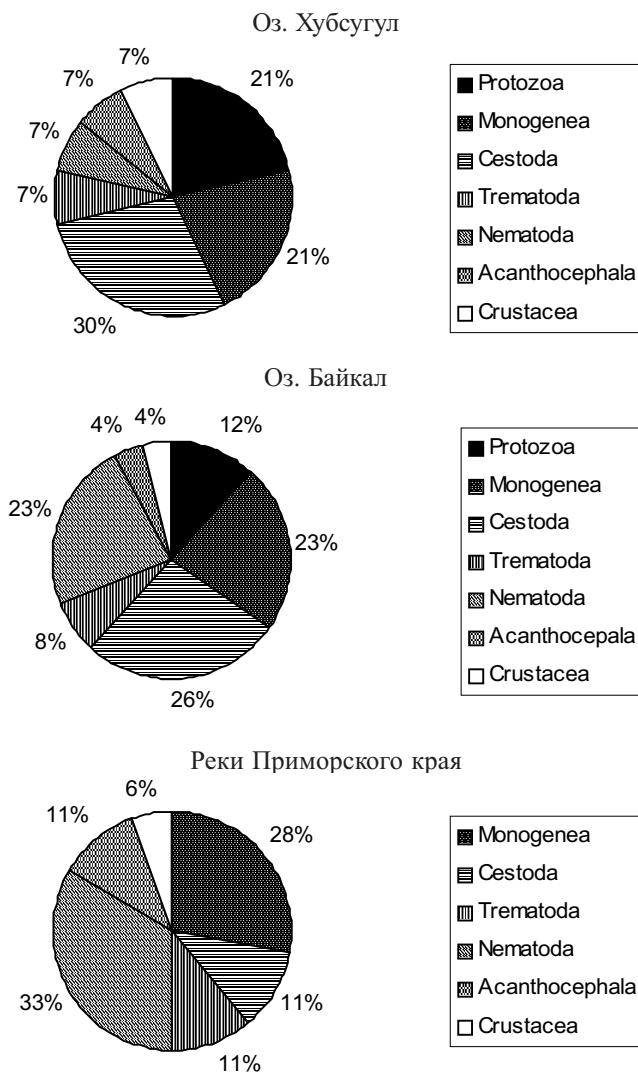 Оз. Хубсугул
7%
7%
21%
7%
7%
30%
21%
Protozoa
Monogenea
Cestoda
Trematoda
Nematoda
Acanthocephala
Crustacea
Оз. Байкал
4%
4%
12%
23%
23%
8%
26%
Protozoa
Monogenea
Cestoda
Trematoda
Nematoda
Acanthocepala
Crustacea
Реки Приморского края
6%
11%
28%
33%
11%
11%
Monogenea
Cestoda
Trematoda
Nematoda
Acanthocephala
Crustacea